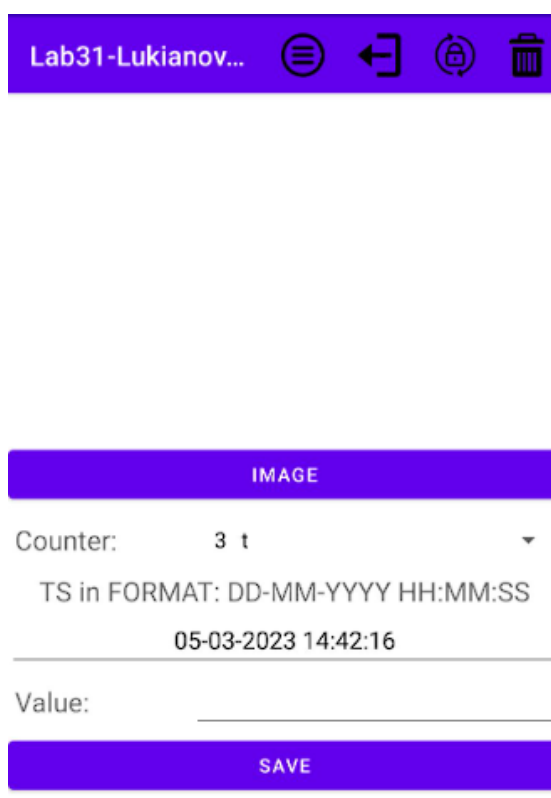 Lab31-Lukianov...
IMAGE
Counter: 3 t
TS in FORMAT: DD-MM-YYYY HH:MM:SS
05-03-2023 14:42:16
Value:
SAVE